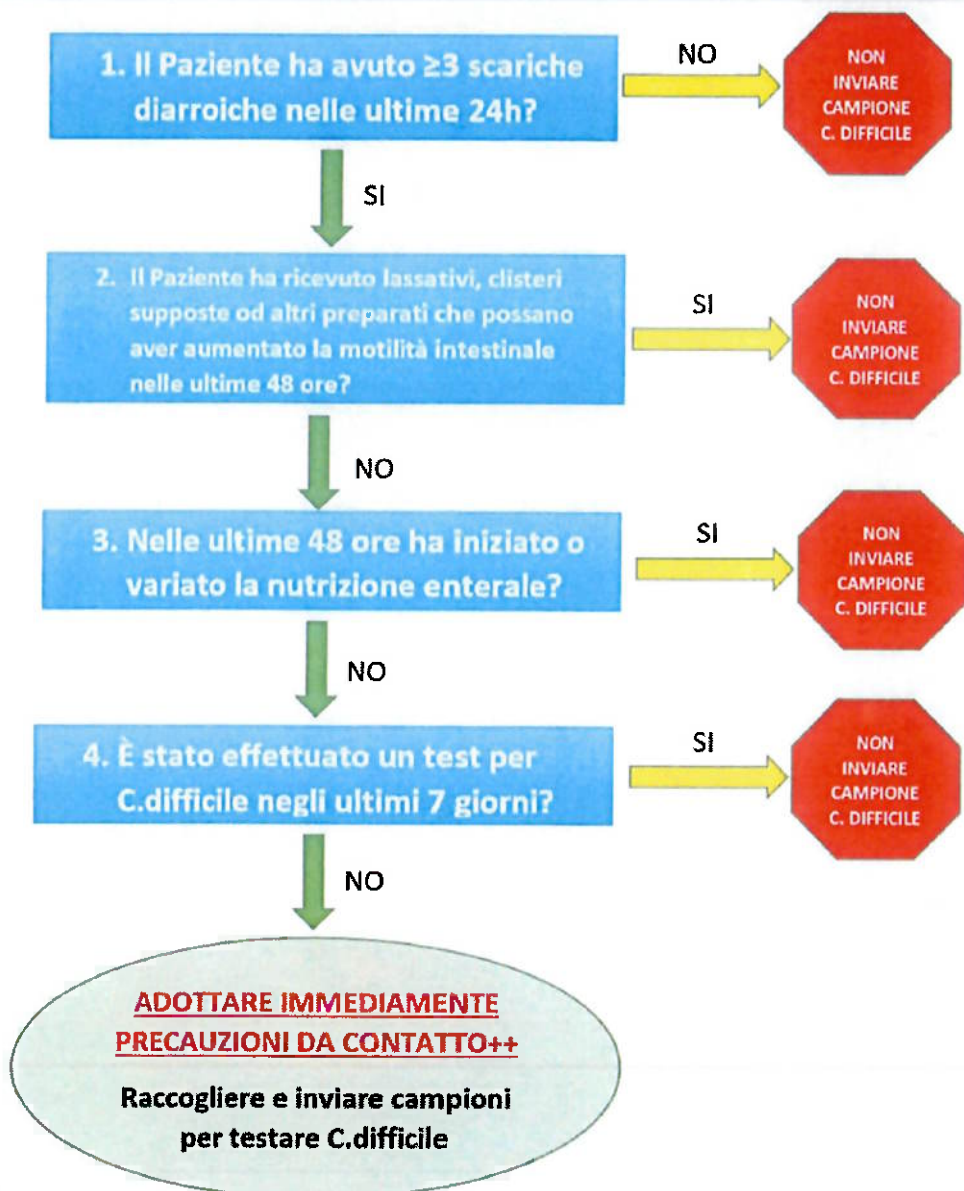 1. Il Paziente ha avuto ≥3 scariche
diarroiche nelle ultime 24h?
NO
NON
INVIARE
CAMPIONE
C. DIFFICILE
SI
2. Il Paziente ha ricevuto lassativi, clisteri
supposte od altri preparati che possano
aver aumentato la motilità intestinale
nelle ultime 48 ore?
SI
NON
INVIARE
CAMPIONE
C. DIFFICILE
NO
3. Nelle ultime 48 ore ha iniziato o
variato la nutrizione enterale?
SI
NON
INVIARE
CAMPIONE
C. DIFFICILE
NO
4. È stato effettuato un test per
C.difficile negli ultimi 7 giorni?
SI
NON
INVIARE
CAMPIONE
C. DIFFICILE
NO
ADOTTARE IMMEDIAMENTE
PRECAUZIONI DA CONTATTO++
Raccogliere e inviare campioni
per testare C.difficile